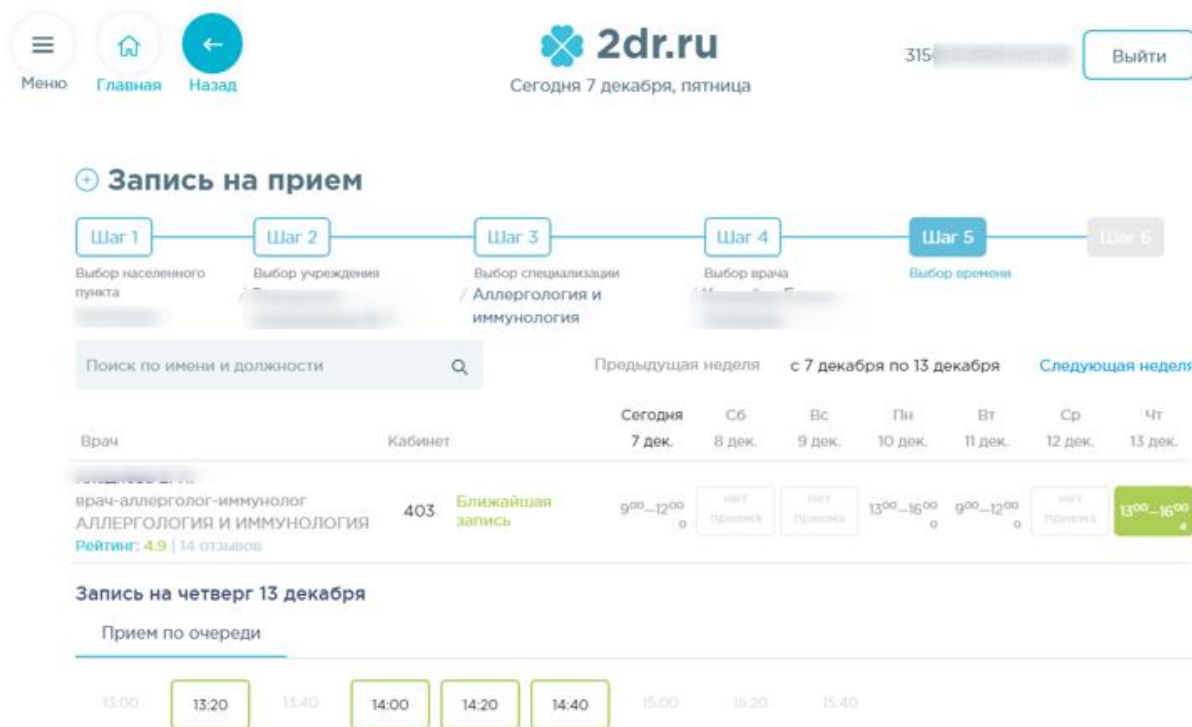 2dr.ru
315
Выйти
Меню
Главная
Назад
Сегодня 7 декабря, пятница
Запись на прием
Шаг 1
Шаг 2
Шаг 3
Шаг 4
Шаг 5
Шаг 6
Выбор населенного
пункта
Выбор учреждения
Выбор специализации
/ Аллергология и
иммунология
Выбор врача
Выбор времени
Поиск по имени и должности
Предыдущая неделя
с 7 декабря по 13 декабря
Следующая неделя
Врач
Кабинет
Сегодня
7 дек.
Сб
8 дек.
Вс
9 дек.
Пн
10 дек.
Вт
11 дек.
Ср
12 дек.
Чт
13 дек.
врач-аллерголог-иммунолог
АЛЛЕРГОЛОГИЯ И ИММУНОЛОГИЯ
Рейтинг: 4.9 | 14 отзывов
403
Ближайшая
запись
9⁰⁰—12⁰⁰
0
нет
приема
нет
приема
13⁰⁰—16⁰⁰
0
9⁰⁰—12⁰⁰
0
нет
приема
13⁰⁰—16⁰⁰
4
Запись на четверг 13 декабря
Прием по очереди
13:00 13:20 13:40 14:00 14:20 14:40 15:00 15:20 15:40